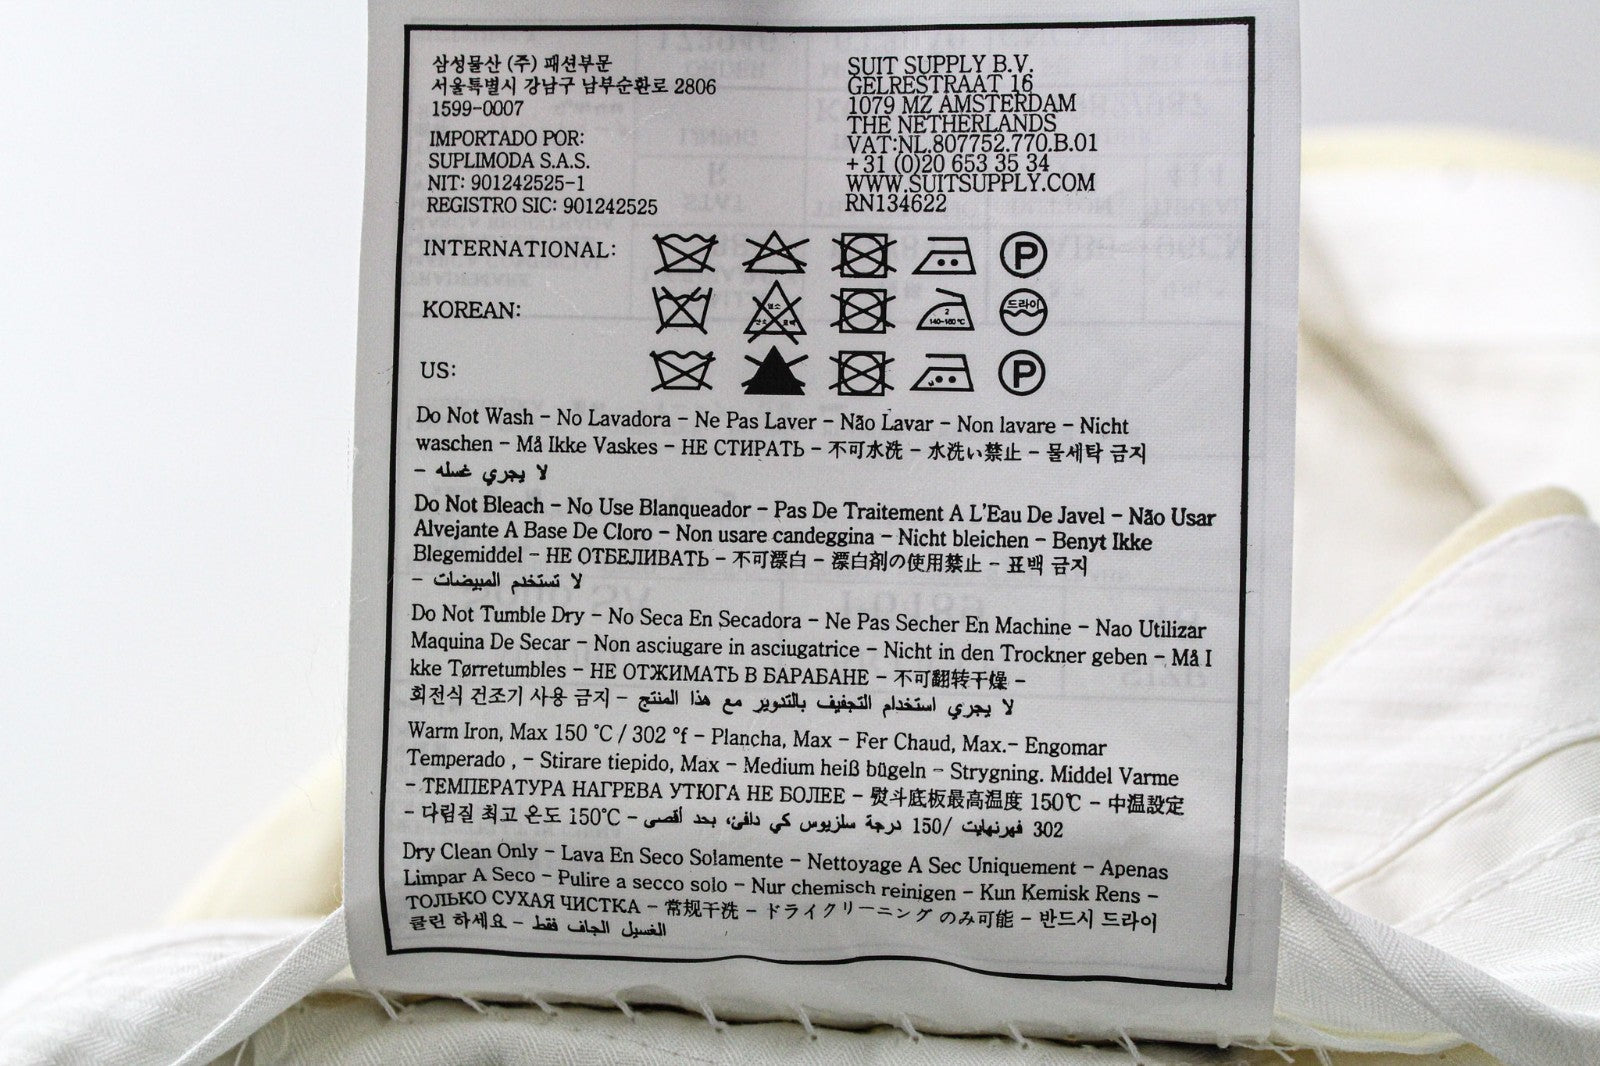 삼성물산 (주) 패션부문
서울특별시 강남구 남부순환로 2806
1599-0007
IMPORTADO POR:
SUPLIMODA S.A.S.
NIT: 901242525-1
REGISTRO SIC: 901242525
SUIT SUPPLY B.V.
GELRESTRAAT 16
1079 MZ AMSTERDAM
THE NETHERLANDS
VAT:NL.807752.770.B.01
+31 (0)20 653 35 34
WWW.SUITSUPPLY.COM
RN134622
INTERNATIONAL:
P
KOREAN:
2
140~160℃
드라이
US:
P
Do Not Wash – No Lavadora – Ne Pas Laver – Não Lavar – Non lavare – Nicht
waschen – Må Ikke Vaskes – НЕ СТИРАТЬ – 不可水洗 – 水洗い禁止 – 물세탁 금지
– لا يجري غسله
Do Not Bleach – No Use Blanqueador – Pas De Traitement A L'Eau De Javel – Não Usar
Alvejante A Base De Cloro – Non usare candeggina – Nicht bleichen – Benyt Ikke
Blegemiddel – НЕ ОТБЕЛИВАТЬ – 不可漂白 – 漂白剤の使用禁止 – 표백 금지
– لا تستخدم المبيضات
Do Not Tumble Dry – No Seca En Secadora – Ne Pas Secher En Machine – Nao Utilizar
Maquina De Secar – Non asciugare in asciugatrice – Nicht in den Trockner geben – Må I
kke Tørretumbles – НЕ ОТЖИМАТЬ В БАРАБАНЕ – 不可翻转干燥 –
회전식 건조기 사용 금지 – لا يجري استخدام التجفيف بالتدوير مع هذا المنتج
Warm Iron, Max 150 °C / 302 °f – Plancha, Max – Fer Chaud, Max.– Engomar
Temperado , – Stirare tiepido, Max – Medium heiß bügeln – Strygning. Middel Varme
– ТЕМПЕРАТУРА НАГРЕВА УТЮГА НЕ БОЛЕЕ – 熨斗底板最高温度 150℃ – 中温設定
– 다림질 최고 온도 150°C – 302 فهرنهايت /150 درجة سلزيوس كي دافئ، بحد أقصى
Dry Clean Only – Lava En Seco Solamente – Nettoyage A Sec Uniquement – Apenas
Limpar A Seco – Pulire a secco solo – Nur chemisch reinigen – Kun Kemisk Rens –
ТОЛЬКО СУХАЯ ЧИСТКА – 常规干洗 – ドライクリーニング のみ可能 – 반드시 드라이
클린 하세요 – الغسيل الجاف فقط